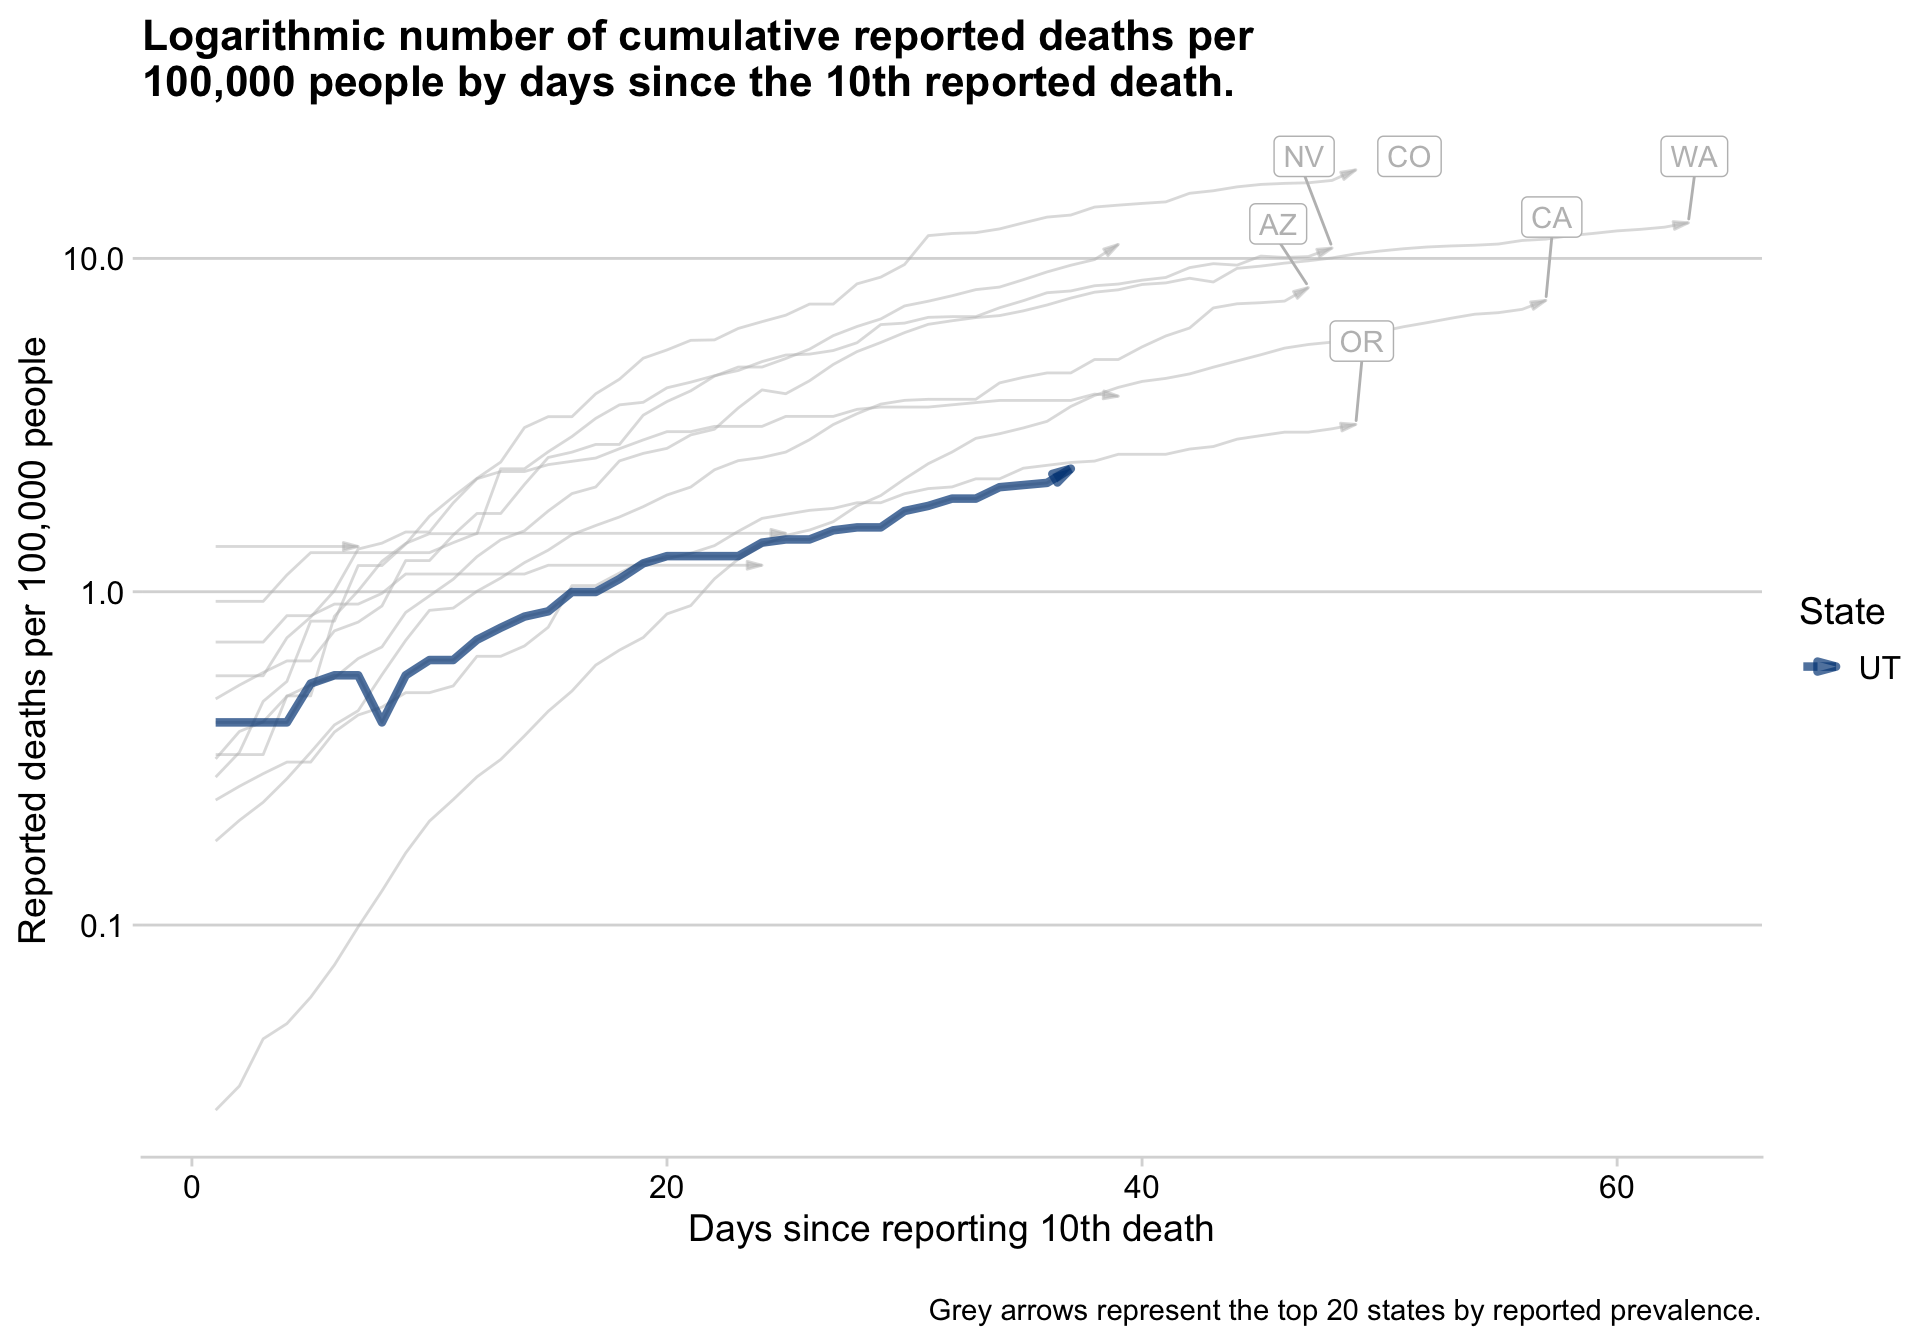 Logarithmic number of cumulative reported deaths per
100,000 people by days since the 10th reported death.
NV
CO
WA
AZ
CA
OR
10.0
1.0
0.1
Reported deaths per 100,000 people
State
UT
0
20
40
60
Days since reporting 10th death
Grey arrows represent the top 20 states by reported prevalence.